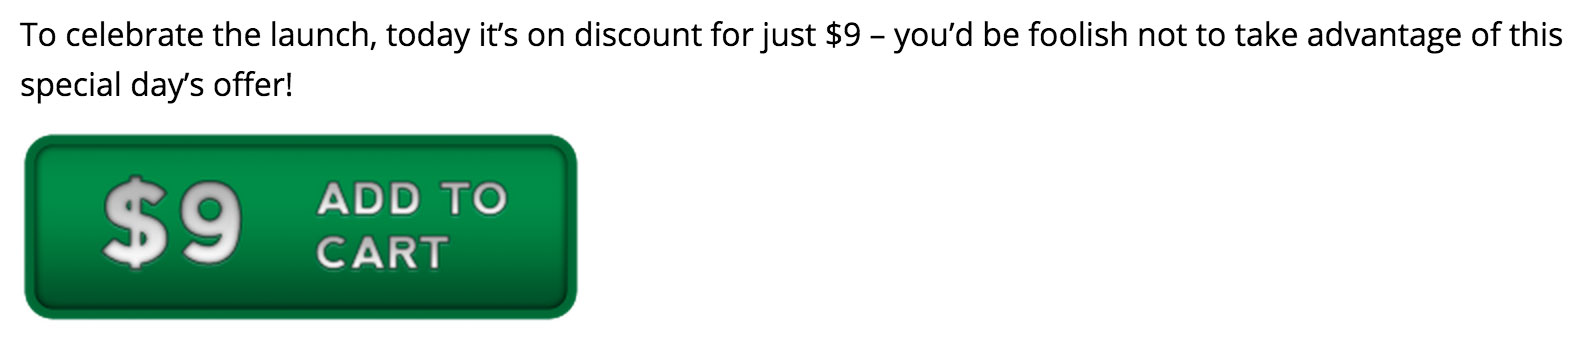 To celebrate the launch, today it’s on discount for just $9 – you’d be foolish not to take advantage of this
special day’s offer!
$9 ADD TO
CART